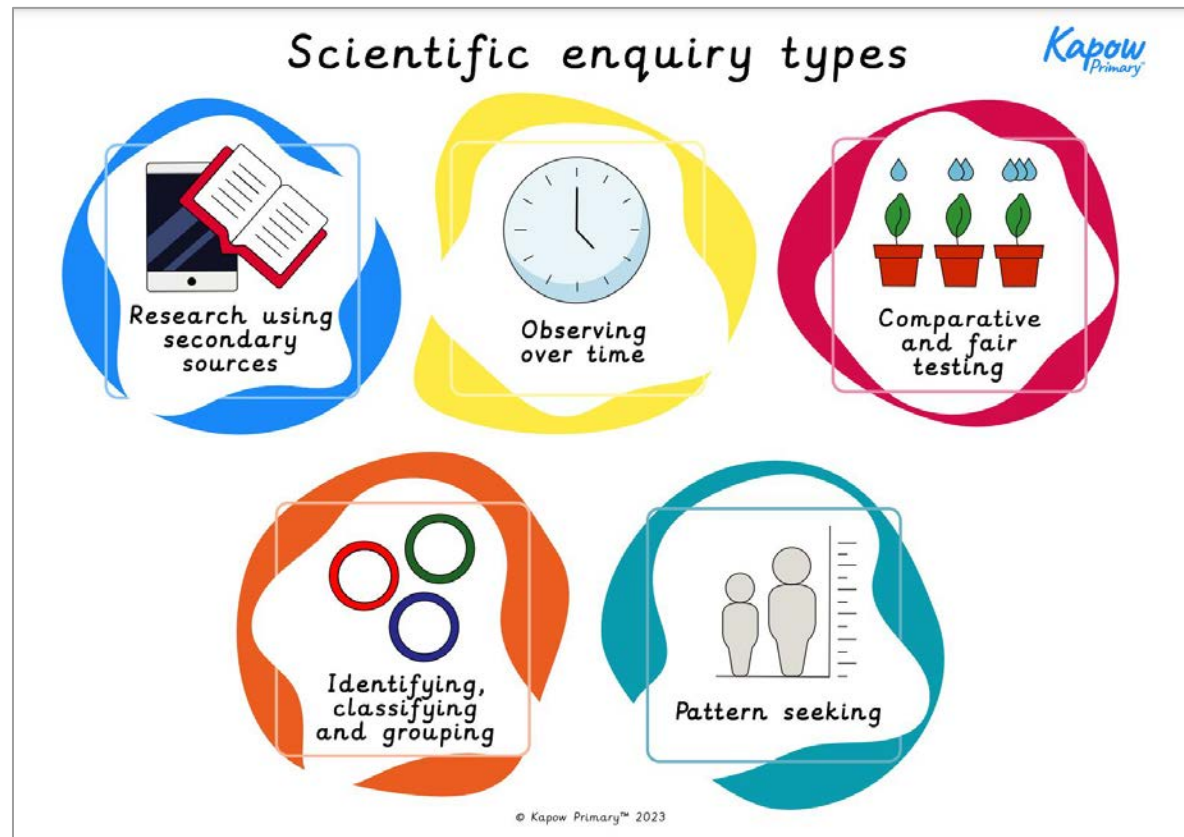 Scientific enquiry types
Kapow
Primary™
Research using
secondary
sources
Observing
over time
Comparative
and fair
testing
Identifying,
classifying
and grouping
Pattern seeking
© Kapow Primary™ 2023